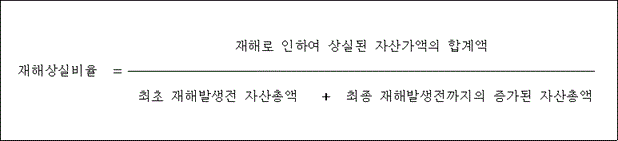 재해로 인하여 상실된 자산가액의 합계액
재해상실비율 =
최초 재해발생전 자산총액 + 최종 재해발생전까지의 증가된 자산총액